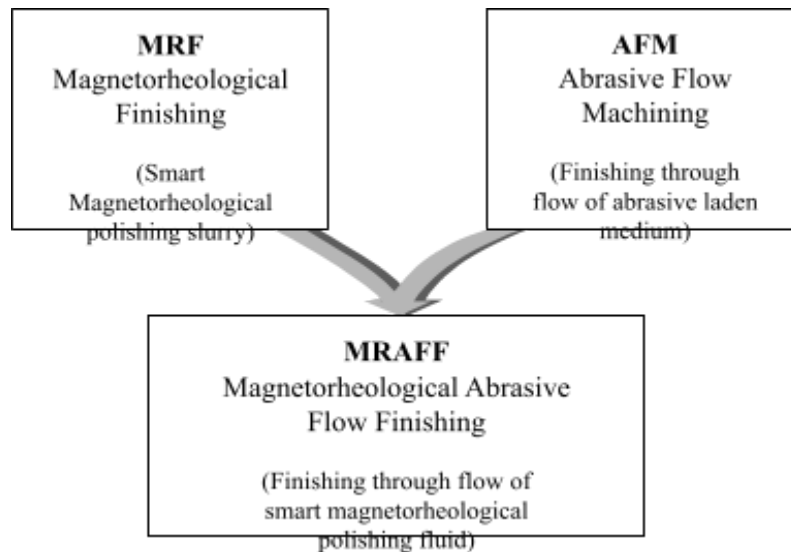 MRF
Magnetorheological
Finishing
(Smart
Magnetorheological
polishing slurry)
AFM
Abrasive Flow
Machining
(Finishing through
flow of abrasive laden
medium)
MRAFF
Magnetorheological Abrasive
Flow Finishing
(Finishing through flow of
smart magnetorheological
polishing fluid)